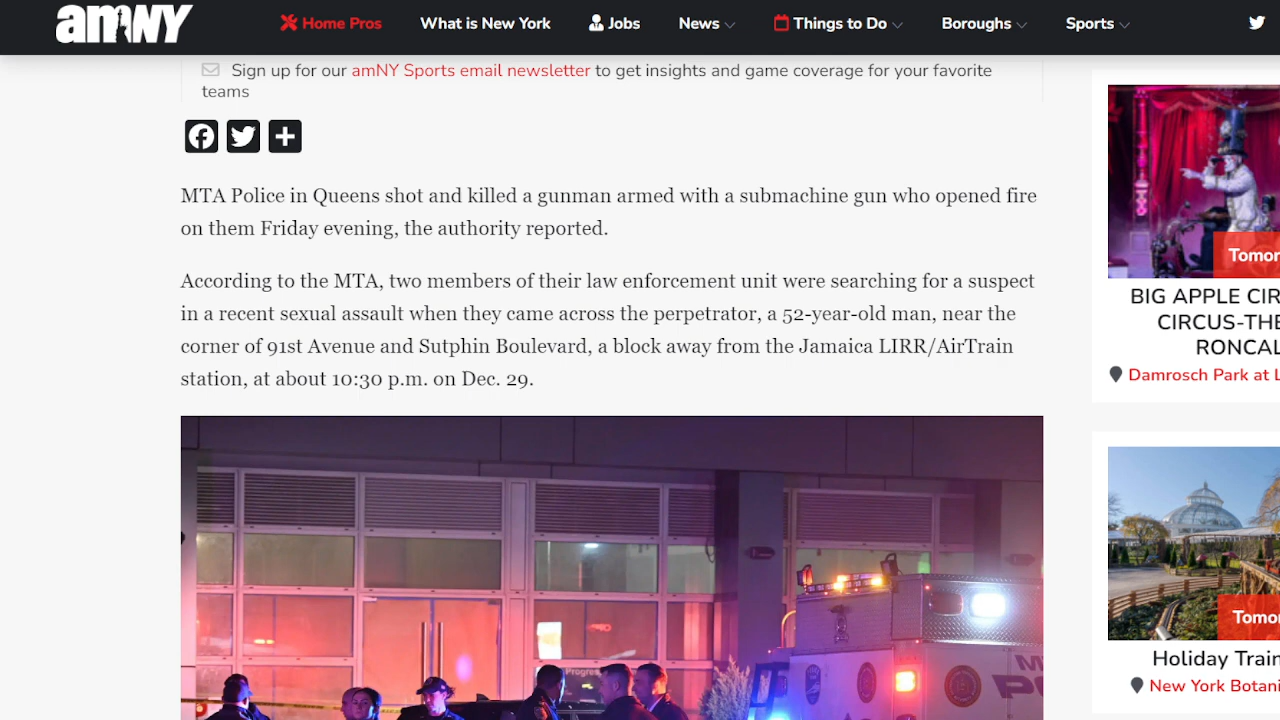 amNY
Home Pros
What is New York
Jobs
News
Things to Do
Boroughs
Sports
Sign up for our amNY Sports email newsletter to get insights and game coverage for your favorite
teams
MTA Police in Queens shot and killed a gunman armed with a submachine gun who opened fire
on them Friday evening, the authority reported.
According to the MTA, two members of their law enforcement unit were searching for a suspect
in a recent sexual assault when they came across the perpetrator, a 52-year-old man, near the
corner of 91st Avenue and Sutphin Boulevard, a block away from the Jamaica LIRR/AirTrain
station, at about 10:30 p.m. on Dec. 29.
Progres
M
PO
Tomor
BIG APPLE CIR
CIRCUS-THE
RONCAL
Damrosch Park at L
Tomo
Holiday Train
New York Botani